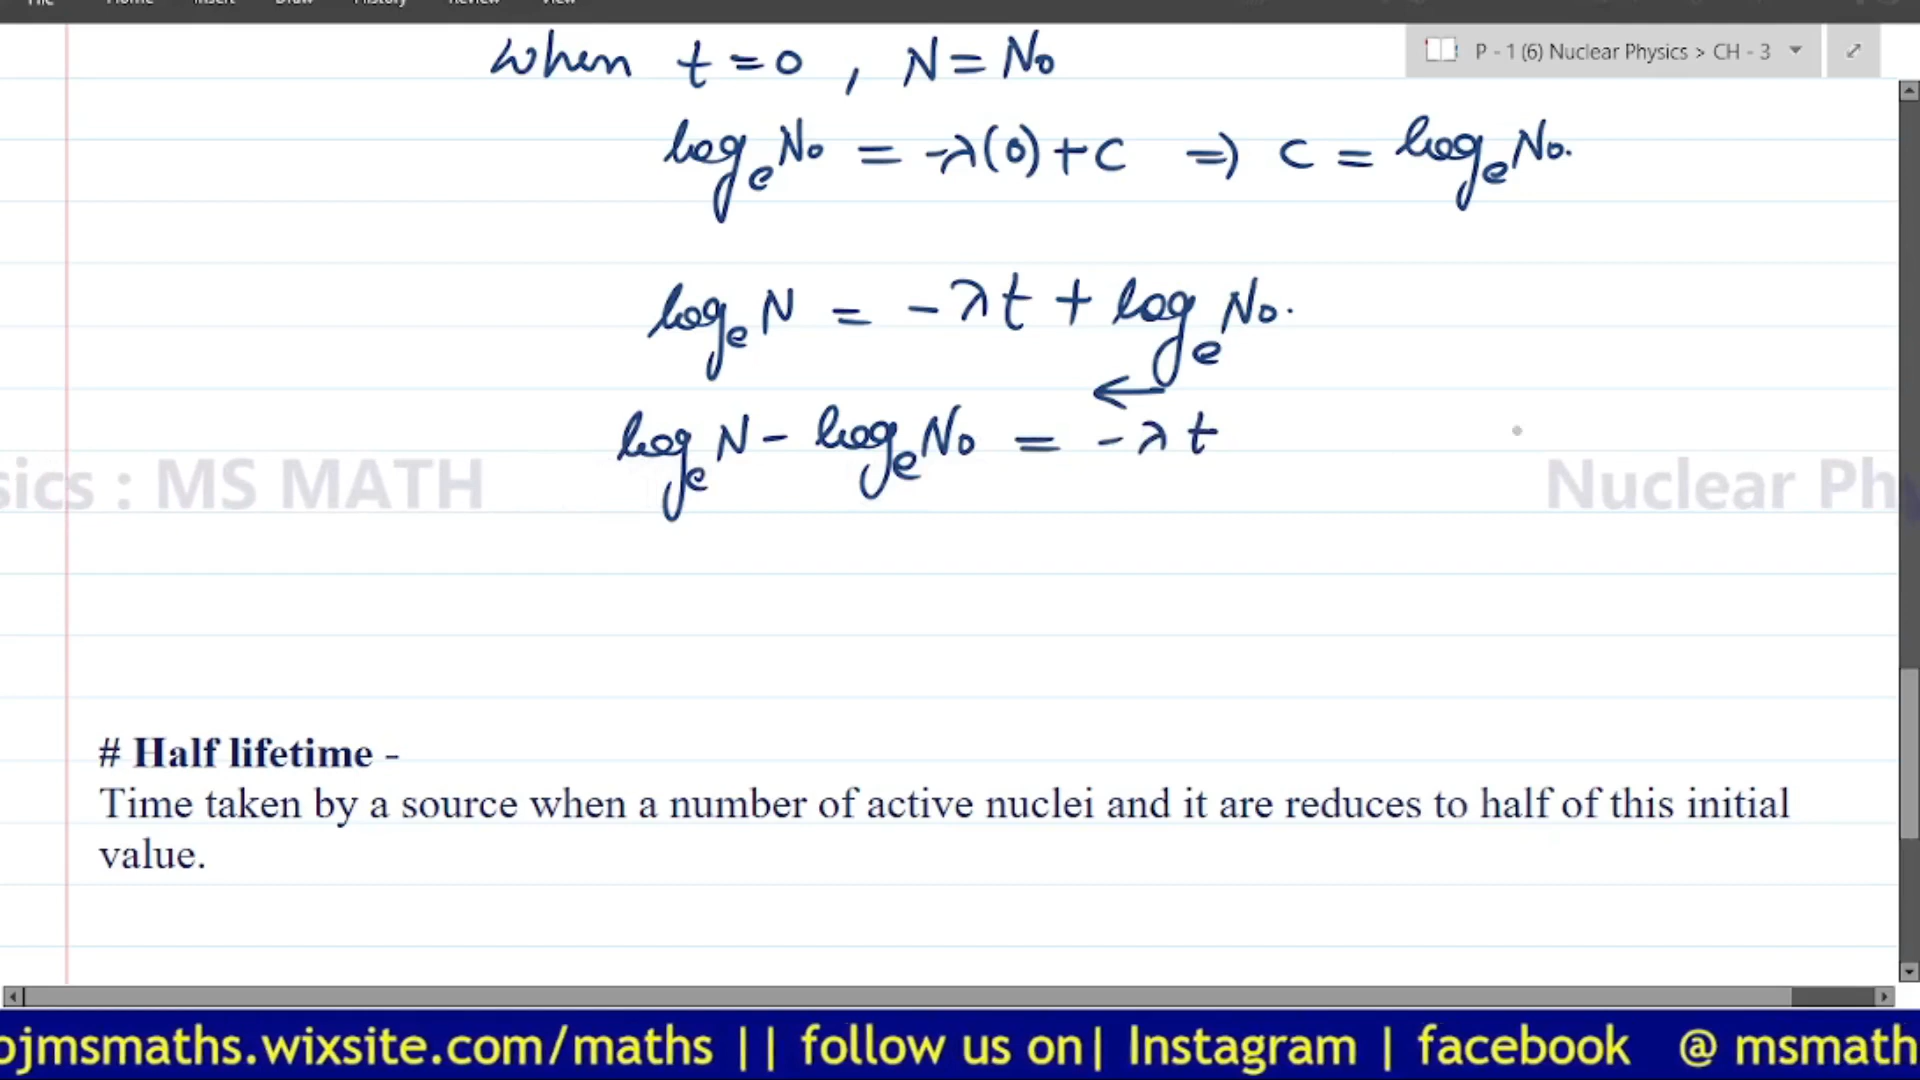 P - 1 (6) Nuclear Physics > CH - 3
when t = 0 , N = N₀
logₑN₀ = -λ(0)+C ⇒ C = logₑN₀.
logₑN = -λt + logₑN₀.
←
logₑN - logₑN₀ = -λt
sics : MS MATH Nuclear Ph
# Half lifetime -
Time taken by a source when a number of active nuclei and it are reduces to half of this initial
value.
ojmsmaths.wixsite.com/maths || follow us on| Instagram | facebook @ msmath